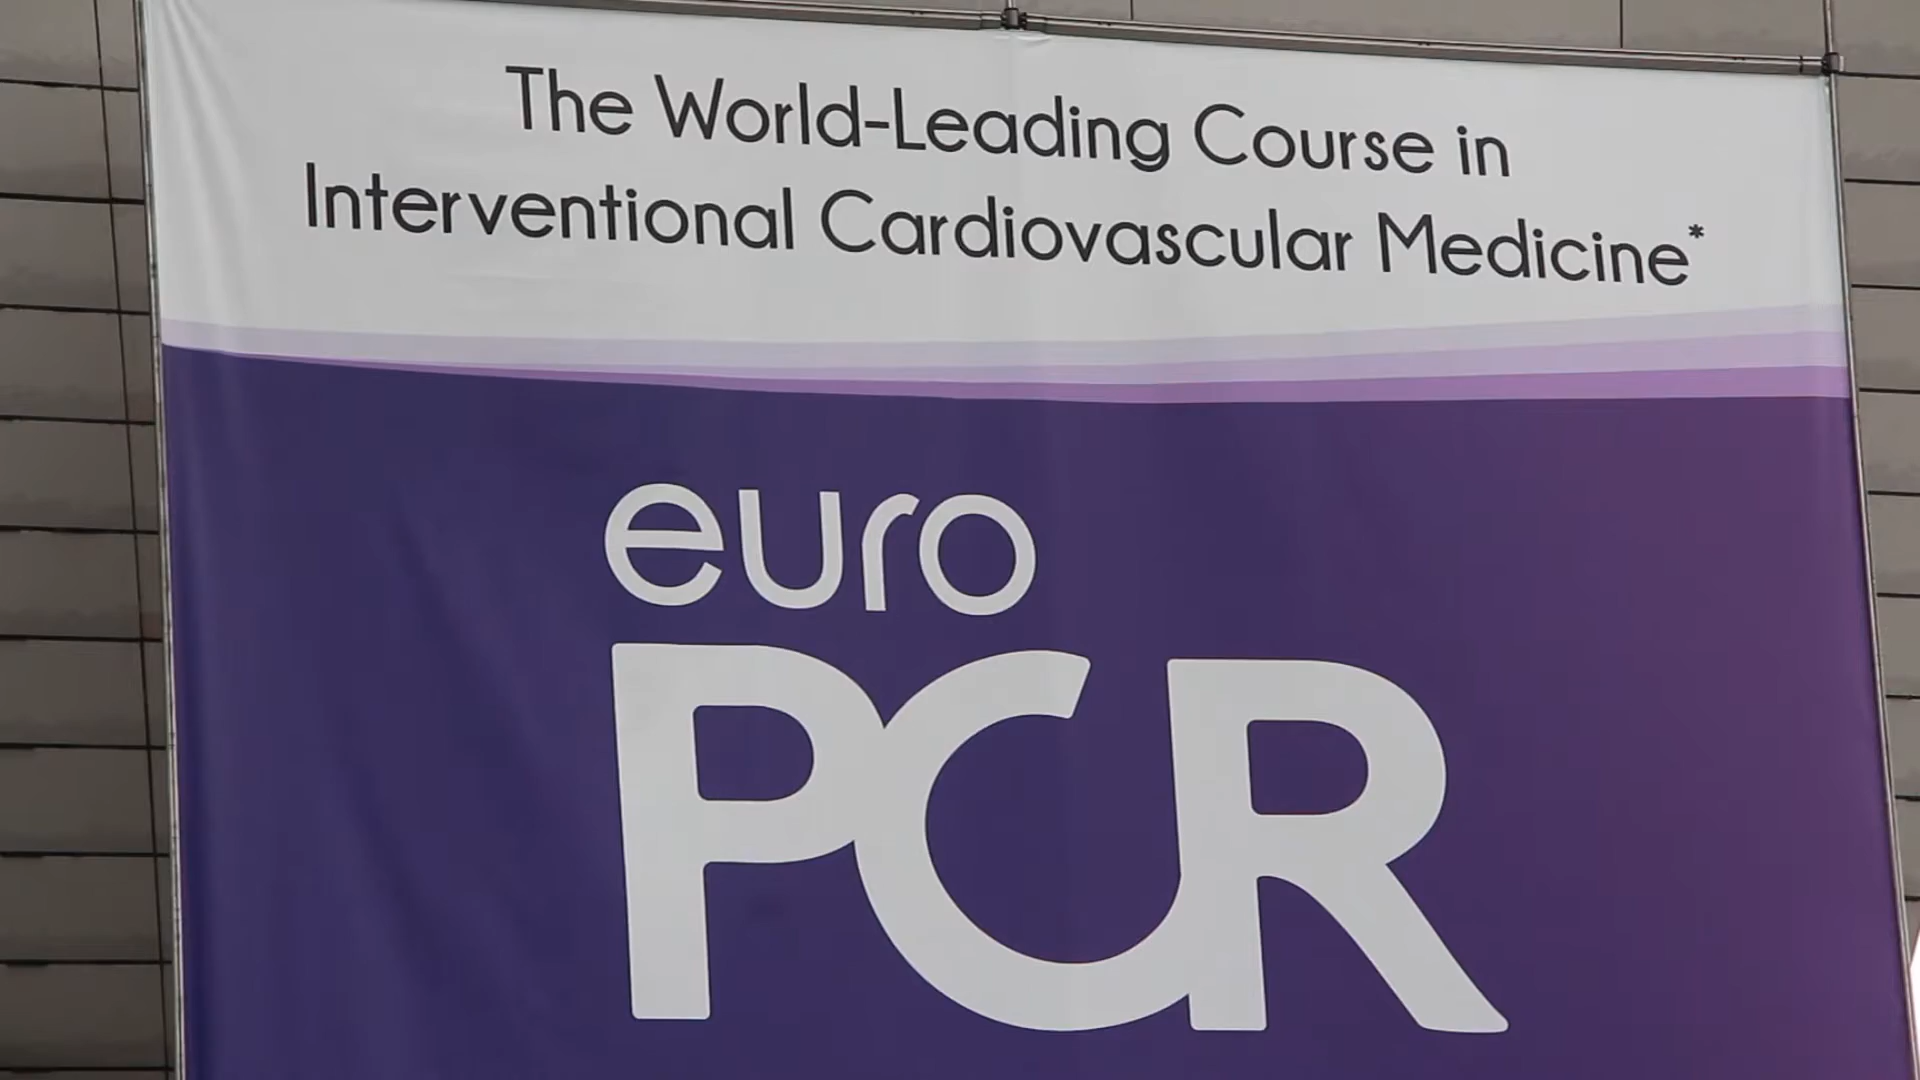 The World-Leading Course in
Interventional Cardiovascular Medicine*
euro
PCR